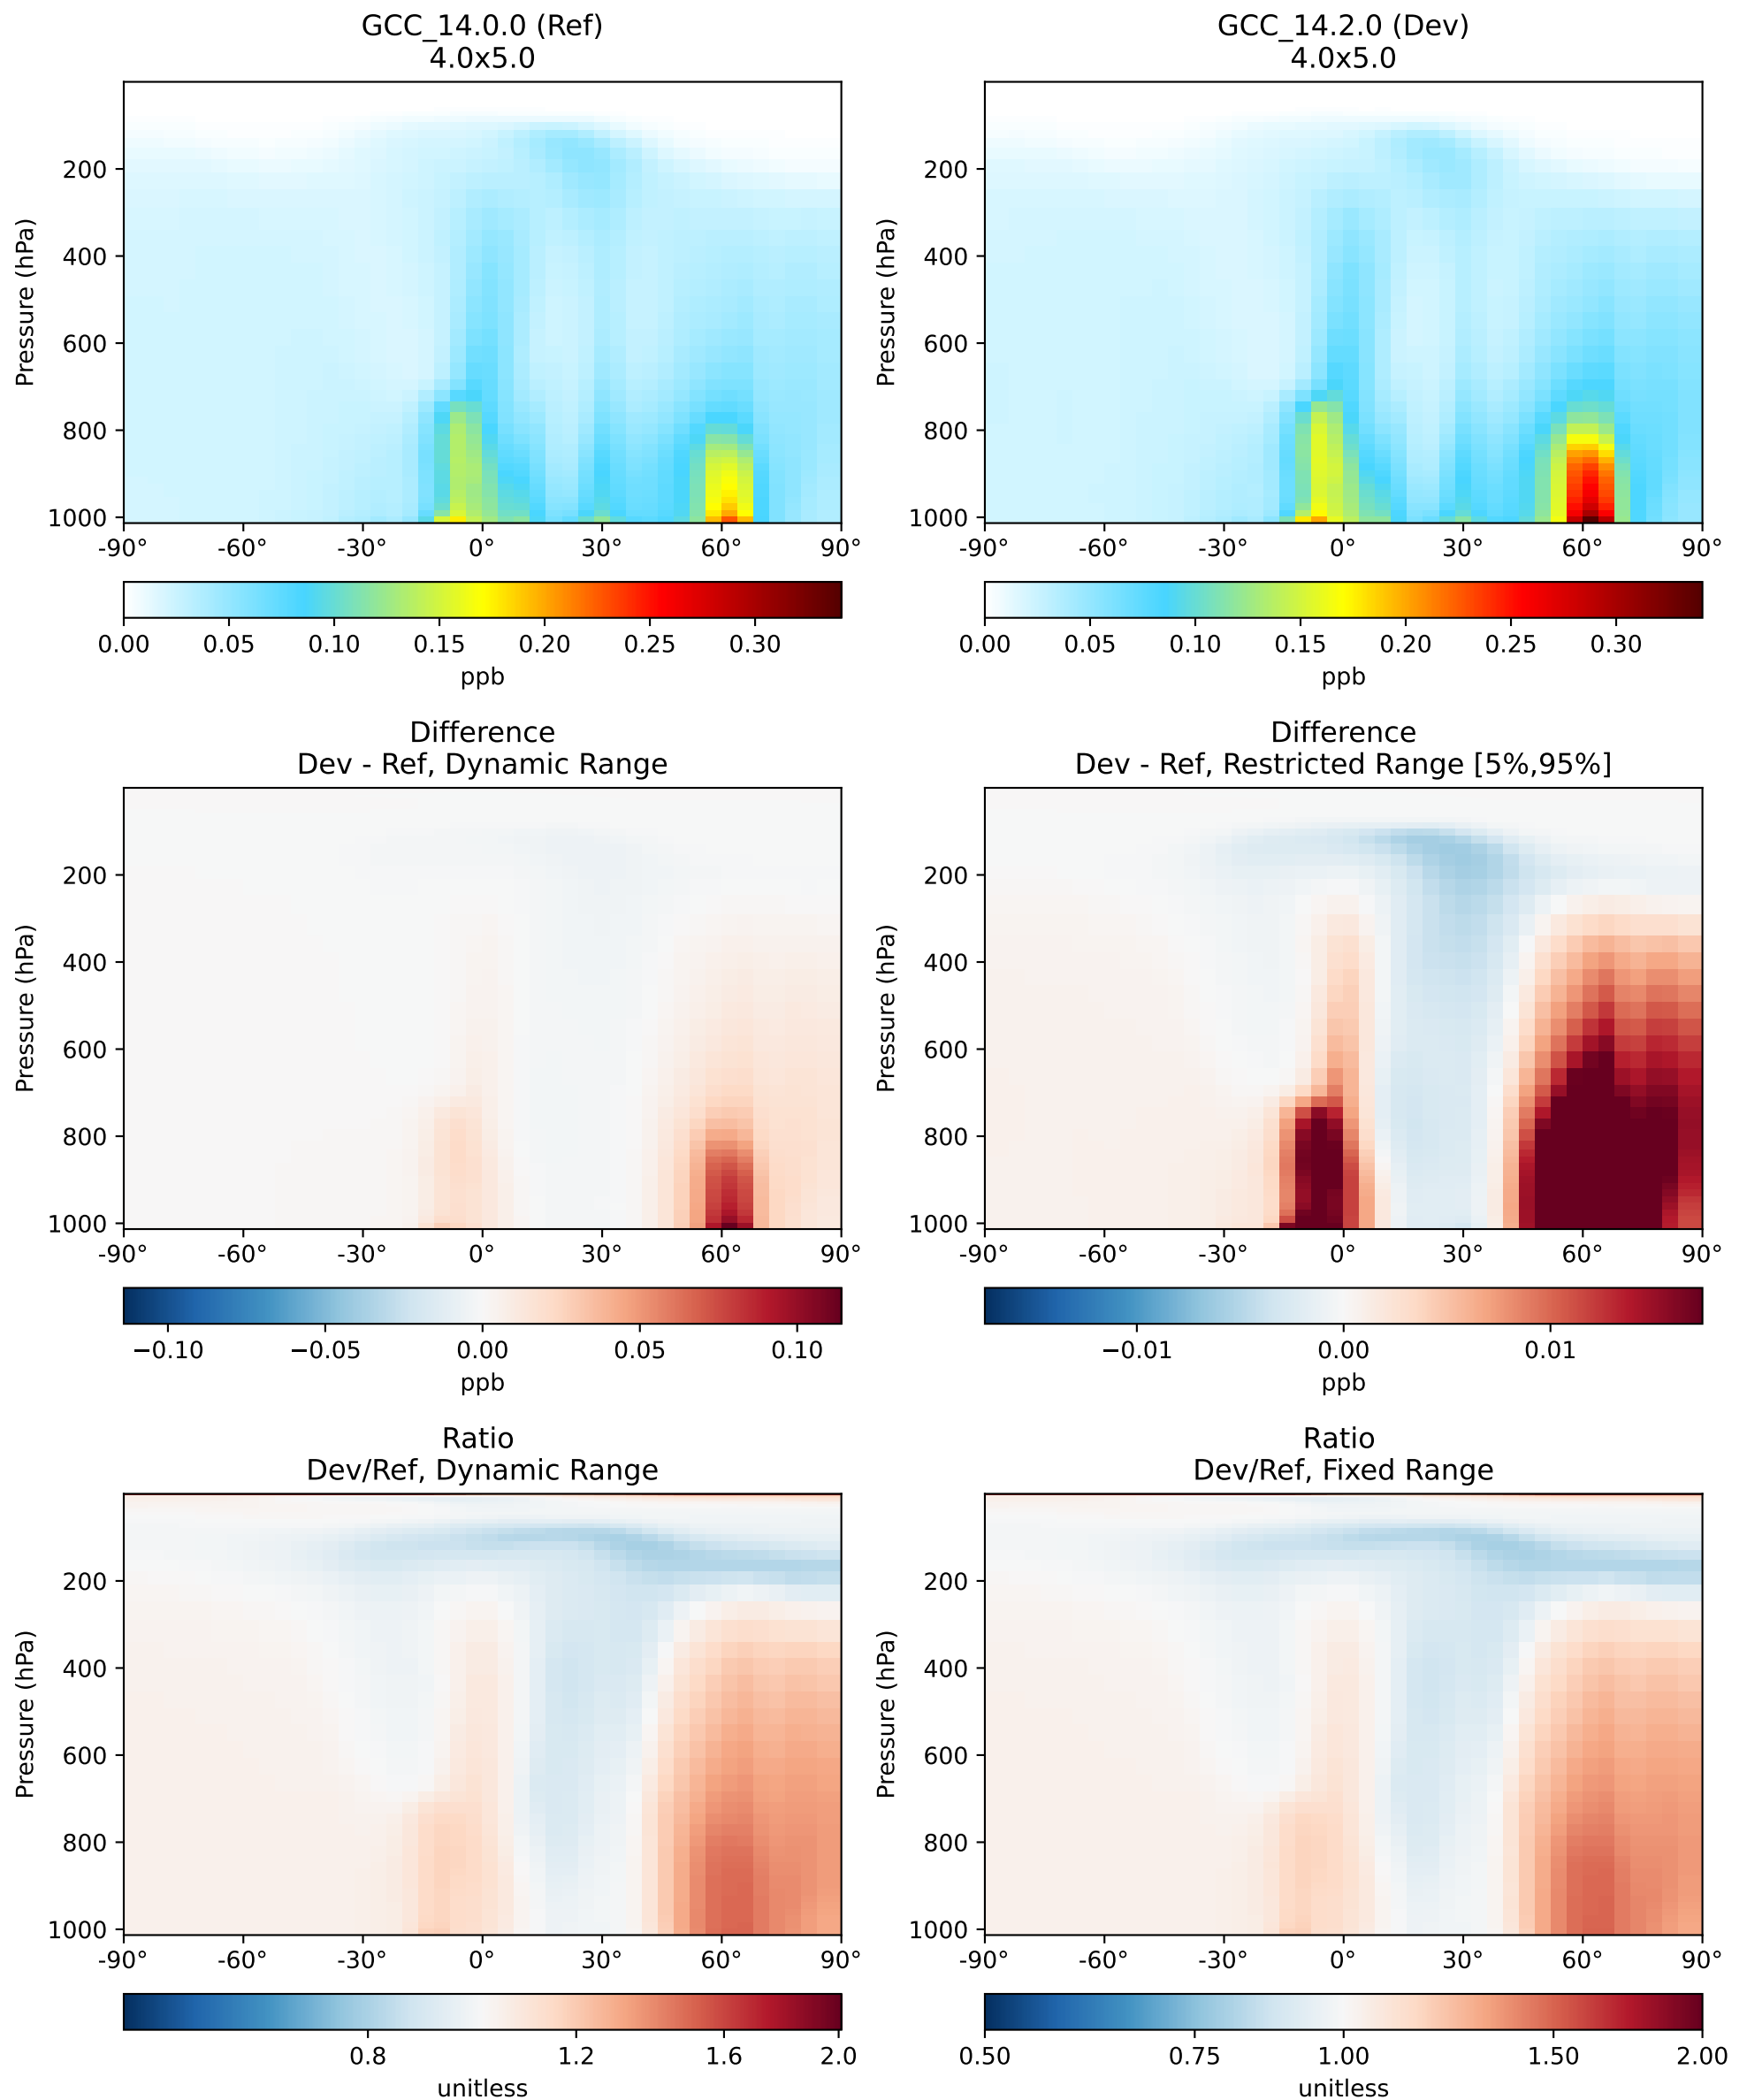 GCC_14.0.0 (Ref)
4.0x5.0
Pressure (hPa)
200
400
600
800
1000
-90° -60° -30° 0° 30° 60° 90°
0.00 0.05 0.10 0.15 0.20 0.25 0.30
ppb
GCC_14.2.0 (Dev)
4.0x5.0
Pressure (hPa)
200
400
600
800
1000
-90° -60° -30° 0° 30° 60° 90°
0.00 0.05 0.10 0.15 0.20 0.25 0.30
ppb
Difference
Dev - Ref, Dynamic Range
Pressure (hPa)
200
400
600
800
1000
-90° -60° -30° 0° 30° 60° 90°
−0.10 −0.05 0.00 0.05 0.10
ppb
Difference
Dev - Ref, Restricted Range [5%,95%]
Pressure (hPa)
200
400
600
800
1000
-90° -60° -30° 0° 30° 60° 90°
−0.01 0.00 0.01
ppb
Ratio
Dev/Ref, Dynamic Range
Pressure (hPa)
200
400
600
800
1000
-90° -60° -30° 0° 30° 60° 90°
0.8 1.2 1.6 2.0
unitless
Ratio
Dev/Ref, Fixed Range
Pressure (hPa)
200
400
600
800
1000
-90° -60° -30° 0° 30° 60° 90°
0.50 0.75 1.00 1.50 2.00
unitless